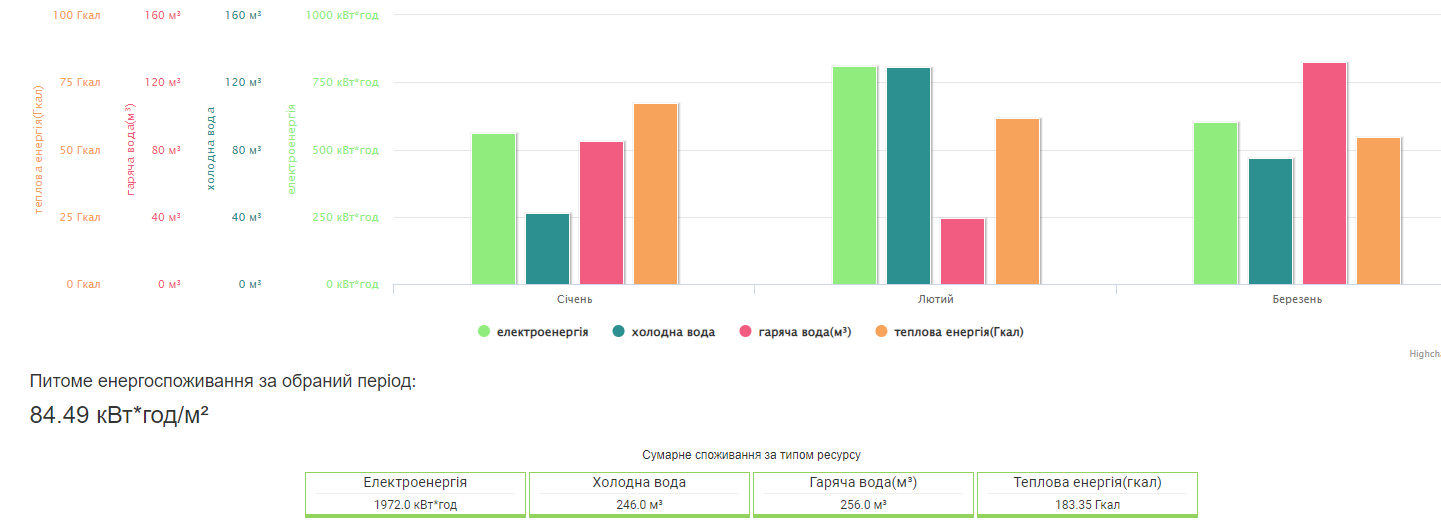 100 Гкал 160 м³ 160 м³ 1000 кВт*год
75 Гкал 120 м³ 120 м³ 750 кВт*год
50 Гкал 80 м³ 80 м³ 500 кВт*год
25 Гкал 40 м³ 40 м³ 250 кВт*год
0 Гкал 0 м³ 0 м³ 0 кВт*год
теплова енергія(Гкал)
гаряча вода(м³)
холодна вода
електроенергія
Січень Лютий Березень
електроенергія холодна вода гаряча вода(м³) теплова енергія(Гкал)
Highch
Питоме енергоспоживання за обраний період:
84.49 кВт*год/м²
Сумарне споживання за типом ресурсу
Електроенергія Холодна вода Гаряча вода(м³) Теплова енергія(гкал)
1972.0 кВт*год 246.0 м³ 256.0 м³ 183.35 Гкал